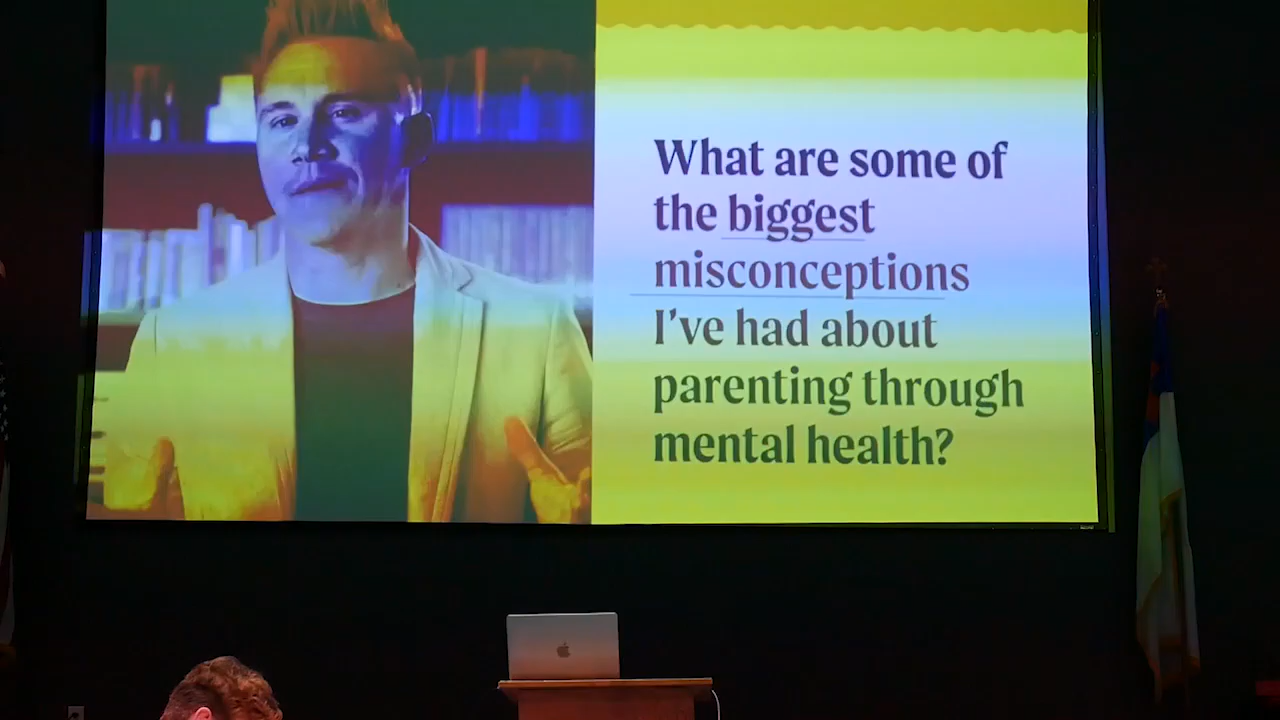 What are some of
the biggest
misconceptions
I've had about
parenting through
mental health?